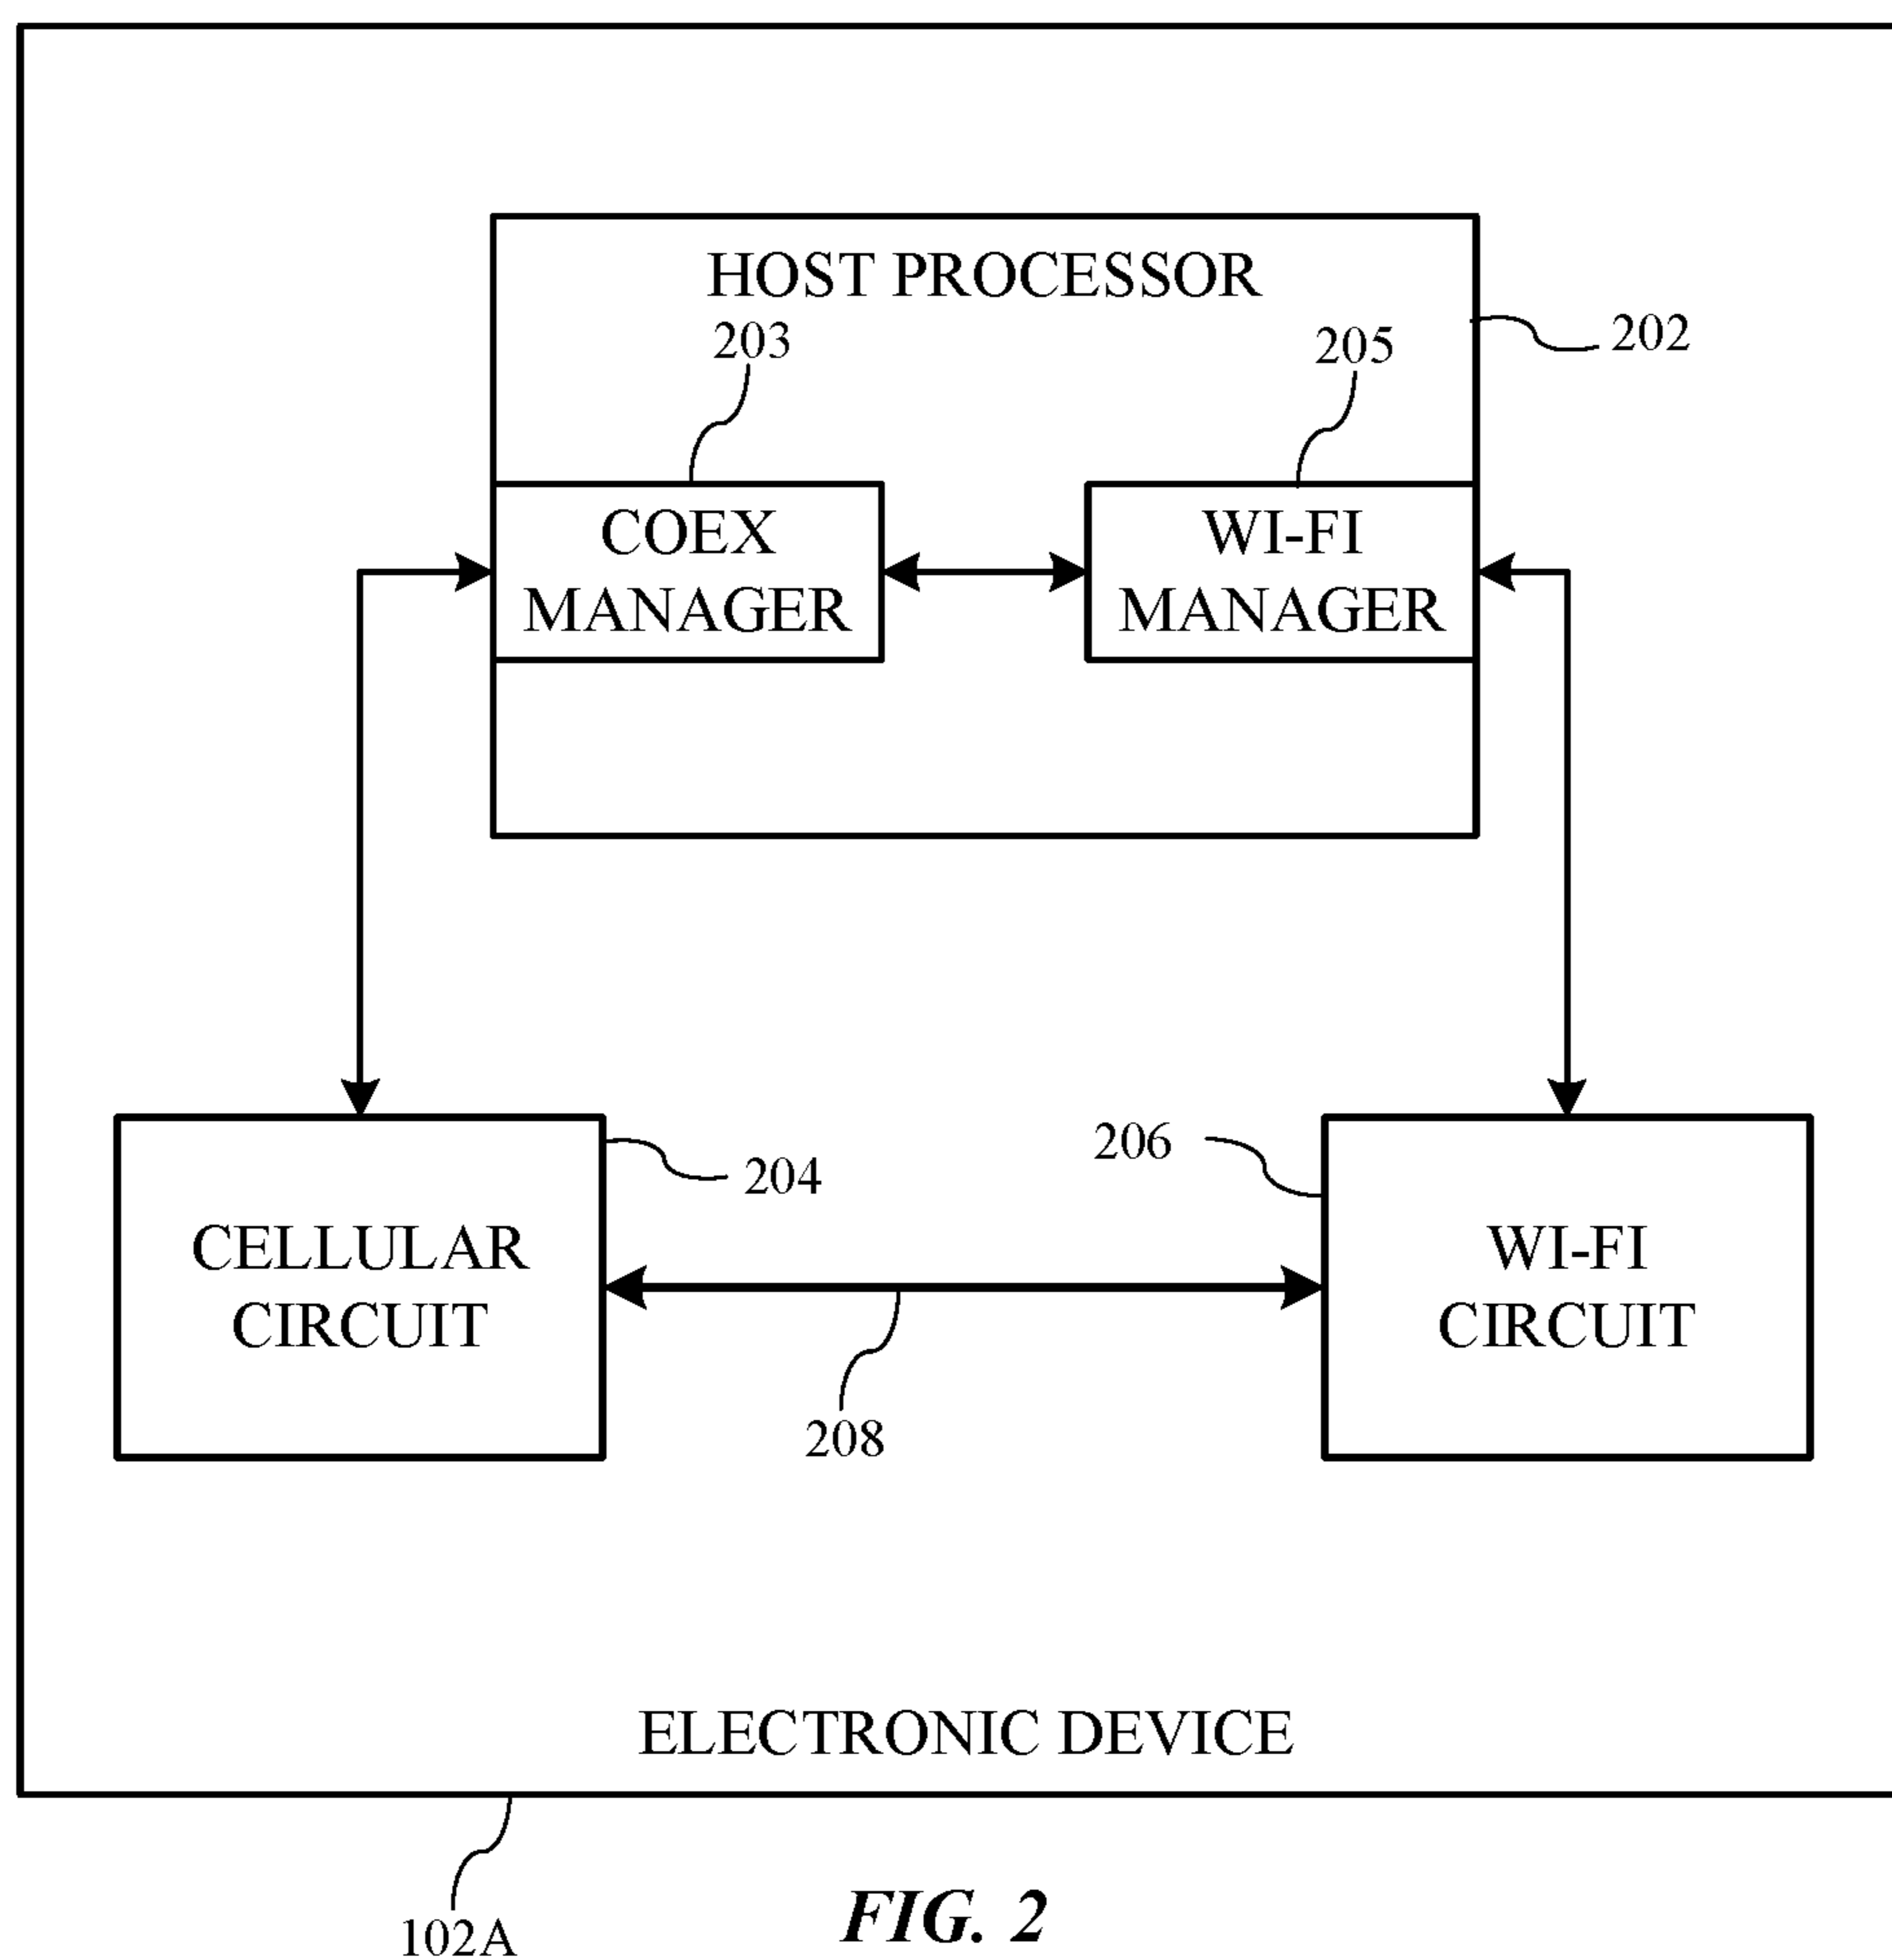 HOST PROCESSOR
203
205
202
COEX
MANAGER
WI-FI
MANAGER
204
206
CELLULAR
CIRCUIT
WI-FI
CIRCUIT
208
ELECTRONIC DEVICE
102A
FIG. 2